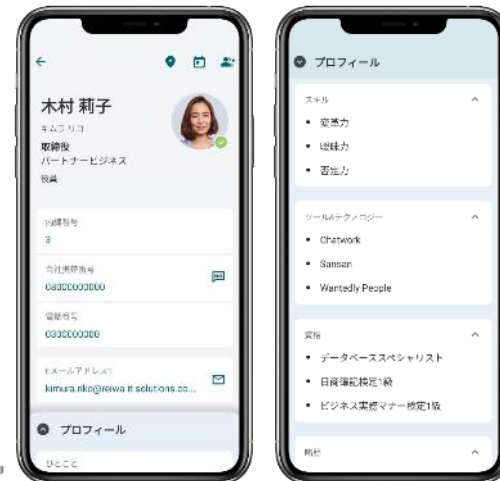 木村 莉子
キムラ リコ
取締役
パートナービジネス
役員
内線番号
3
会社携帯番号
08000000000
電話番号
0300000000
Eメールアドレス1
kimura.riko@reiwa it solutions.co...
プロフィール
ひとこと
プロフィール
スキル
変革力
曖昧力
否定力
ツール&テクノロジー
Chatwork
Sansan
Wantedly People
資格
データベーススペシャリスト
日商簿記検定1級
ビジネス実務マナー検定1級
略歴